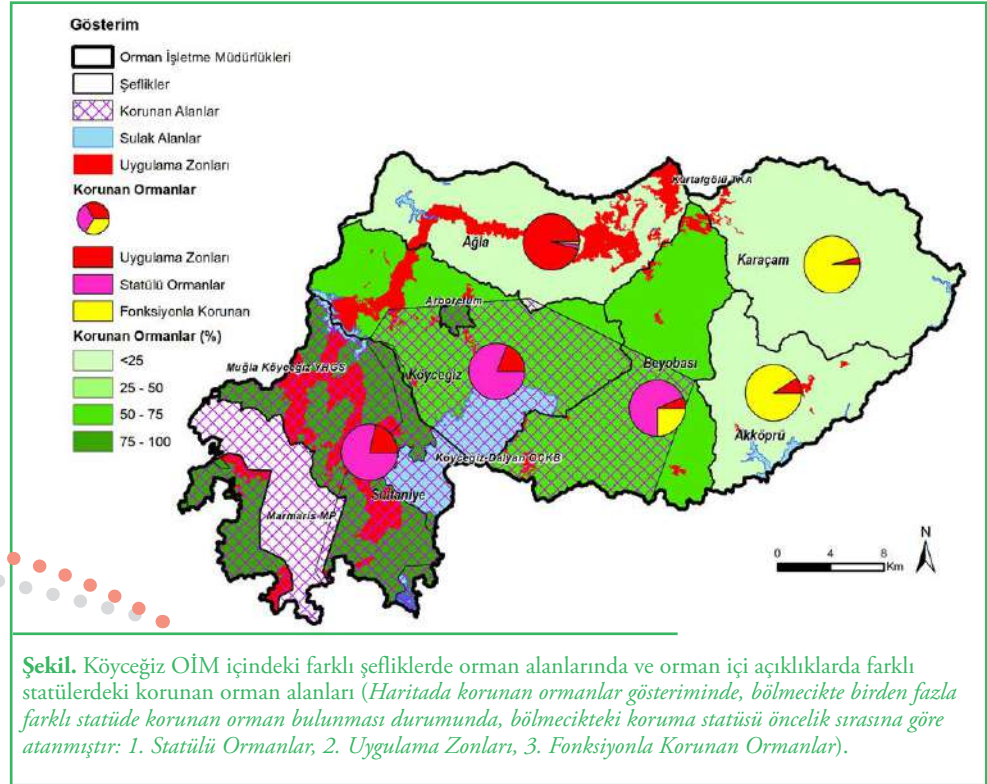 Gösterim
Orman İşletme Müdürlükleri
Şeflikler
Korunan Alanlar
Sulak Alanlar
Uygulama Zonları
Korunan Ormanlar
Uygulama Zonları
Statülü Ormanlar
Fonksiyonla Korunan
Korunan Ormanlar (%)
<25
25 - 50
50 - 75
75 - 100
Kartalgölü TKA
Ağla
Karaçam
Arboretum
Muğla Köyceğiz YHGS
Köyceğiz
Beyobası
Akköprü
Köyceğiz-Dalyan ÖÇKB
Sultaniye
Marmaris MP
N
0 4 8
Km
Şekil. Köyceğiz OİM içindeki farklı şefliklerde orman alanlarında ve orman içi açıklıklarda farklı
statülerdeki korunan orman alanları (Haritada korunan ormanlar gösteriminde, bölmecikte birden fazla
farklı statüde korunan orman bulunması durumunda, bölmecikteki koruma statüsü öncelik sırasına göre
atanmıştır: 1. Statülü Ormanlar, 2. Uygulama Zonları, 3. Fonksiyonla Korunan Ormanlar).